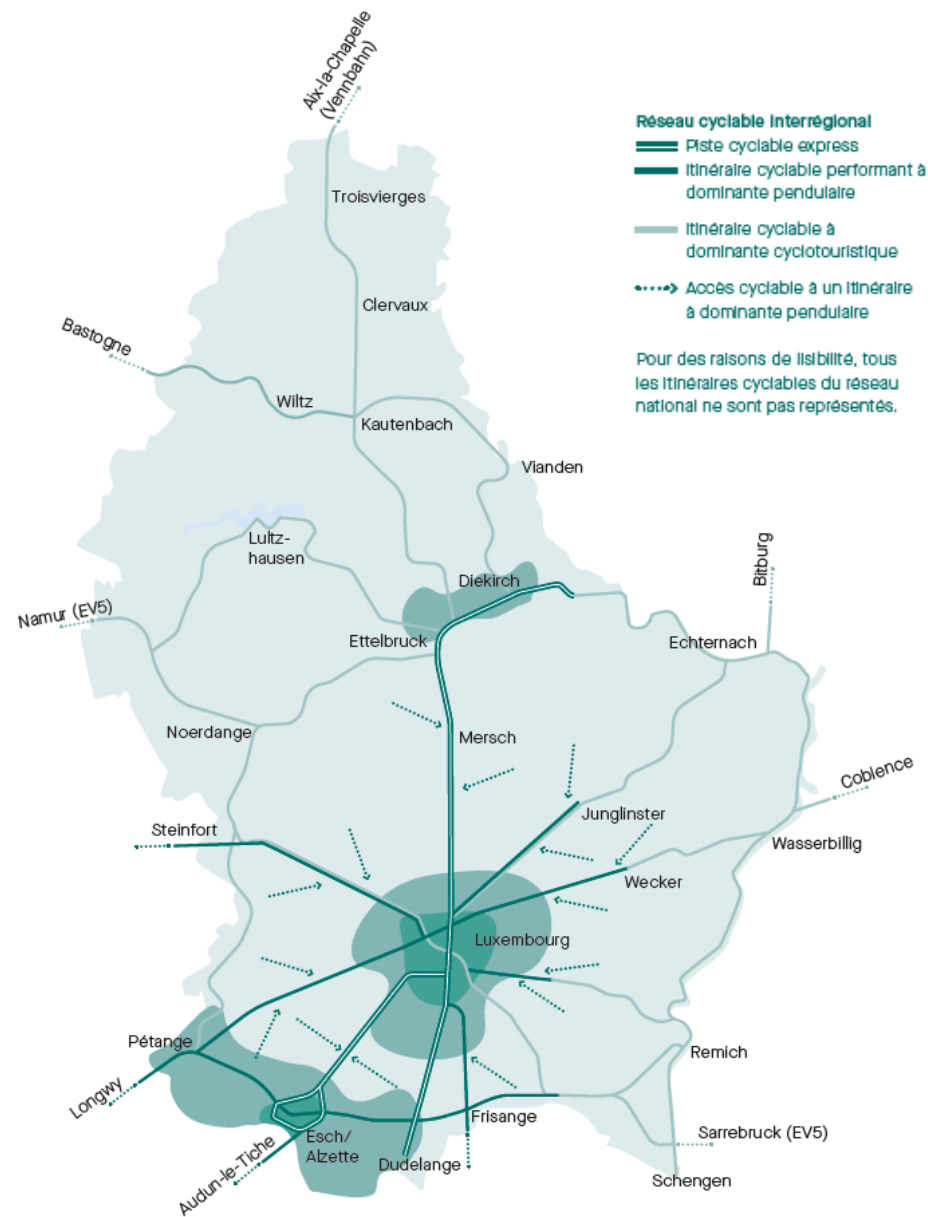 Aix-la-Chapelle
(Vennbahn)
Réseau cyclable interrégional
Piste cyclable express
Itinéraire cyclable performant à
dominante pendulaire
Itinéraire cyclable à
dominante cyclotouristique
Accès cyclable à un itinéraire
à dominante pendulaire
Pour des raisons de lisibilité, tous
les itinéraires cyclables du réseau
national ne sont pas représentés.
Troisvierges
Clervaux
Bastogne
Wiltz
Kautenbach
Vianden
Lultz-
hausen
Bitburg
Diekirch
Namur (EV5)
Ettelbruck
Echternach
Noerdange
Mersch
Coblence
Junglinster
Steinfort
Wasserbillig
Wecker
Luxembourg
Pétange
Remich
Longwy
Frisange
Esch/
Alzette
Sarrebruck (EV5)
Audun-le-Tiche
Dudelange
Schengen